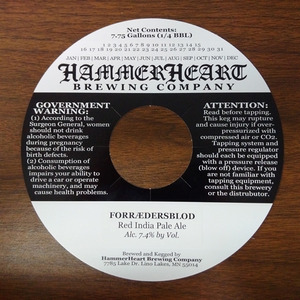 Net Contents:
7.75 Gallons (1/4 BBL)
1 2 3 4 5 6 7 8 9 10 11 12 13 14 15
16 17 18 19 20 21 22 23 24 25 26 27 28 29 30 31
JAN | FEB | MAR | APR | MAY | JUN | JUL | AUG | SEP | OCT | NOV | DEC
HAMMERHEART
BREWING COMPANY
GOVERNMENT
WARNING:
(1) According to the
Surgeon General, women
should not drink
alcoholic beverages
during pregnancy
because of the risk of
birth defects.
(2) Consumption of
alcoholic beverages
impairs your ability to
drive a car or operate
machinery, and may
cause health problems.
ATTENTION:
Read before tapping.
This keg may rupture
and cause injury if over-
pressurized with
compressed air or CO2.
Tapping system and
pressure regulator
should each be equipped
with a pressure release
(blow off) device. If you
are not familiar with
tapping equipment,
consult this brewery
or the distrubutor.
FORRÆDERSBLOD
Red India Pale Ale
Alc. 7.4% by Vol.
Brewed and Kegged by
HammerHeart Brewing Company
7785 Lake Dr. Lino Lakes, MN 55014